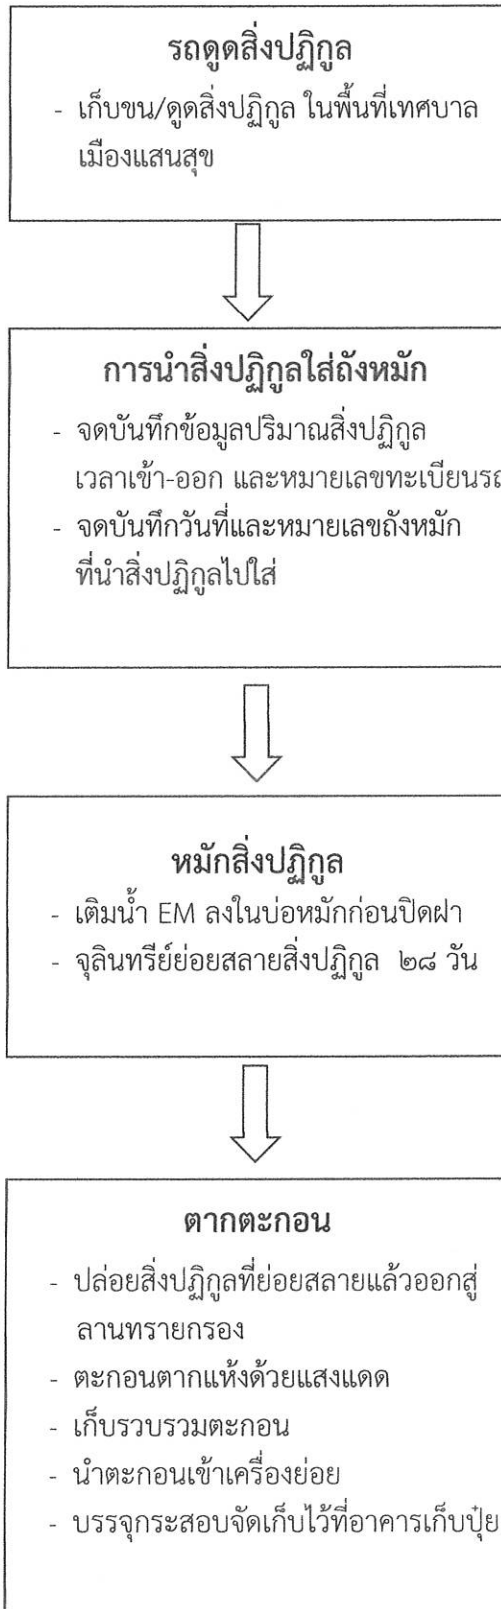 รถดูดสิ่งปฏิกูล
- เก็บขน/ดูดสิ่งปฏิกูล ในพื้นที่เทศบาล
เมืองแสนสุข
การนำสิ่งปฏิกูลใส่ถังหมัก
- จดบันทึกข้อมูลปริมาณสิ่งปฏิกูล
เวลาเข้า-ออก และหมายเลขทะเบียนรถ
- จดบันทึกวันที่และหมายเลขถังหมัก
ที่นำสิ่งปฏิกูลไปใส่
หมักสิ่งปฏิกูล
- เติมน้ำ EM ลงในบ่อหมักก่อนปิดฝา
- จุลินทรีย์ย่อยสลายสิ่งปฏิกูล ๒๘ วัน
ตากตะกอน
- ปล่อยสิ่งปฏิกูลที่ย่อยสลายแล้วออกสู่
ลานทรายกรอง
- ตะกอนตากแห้งด้วยแสงแดด
- เก็บรวบรวมตะกอน
- นำตะกอนเข้าเครื่องย่อย
- บรรจุกระสอบจัดเก็บไว้ที่อาคารเก็บปุ๋ย